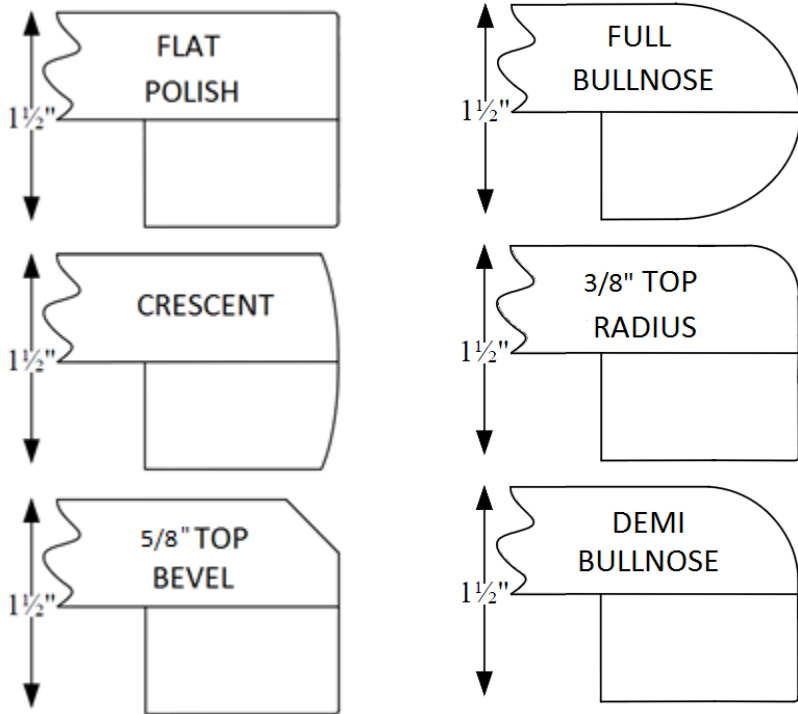 FLAT
POLISH
1½"
FULL
BULLNOSE
1½"
CRESCENT
1½"
3/8" TOP
RADIUS
1½"
5/8" TOP
BEVEL
1½"
DEMI
BULLNOSE
1½"